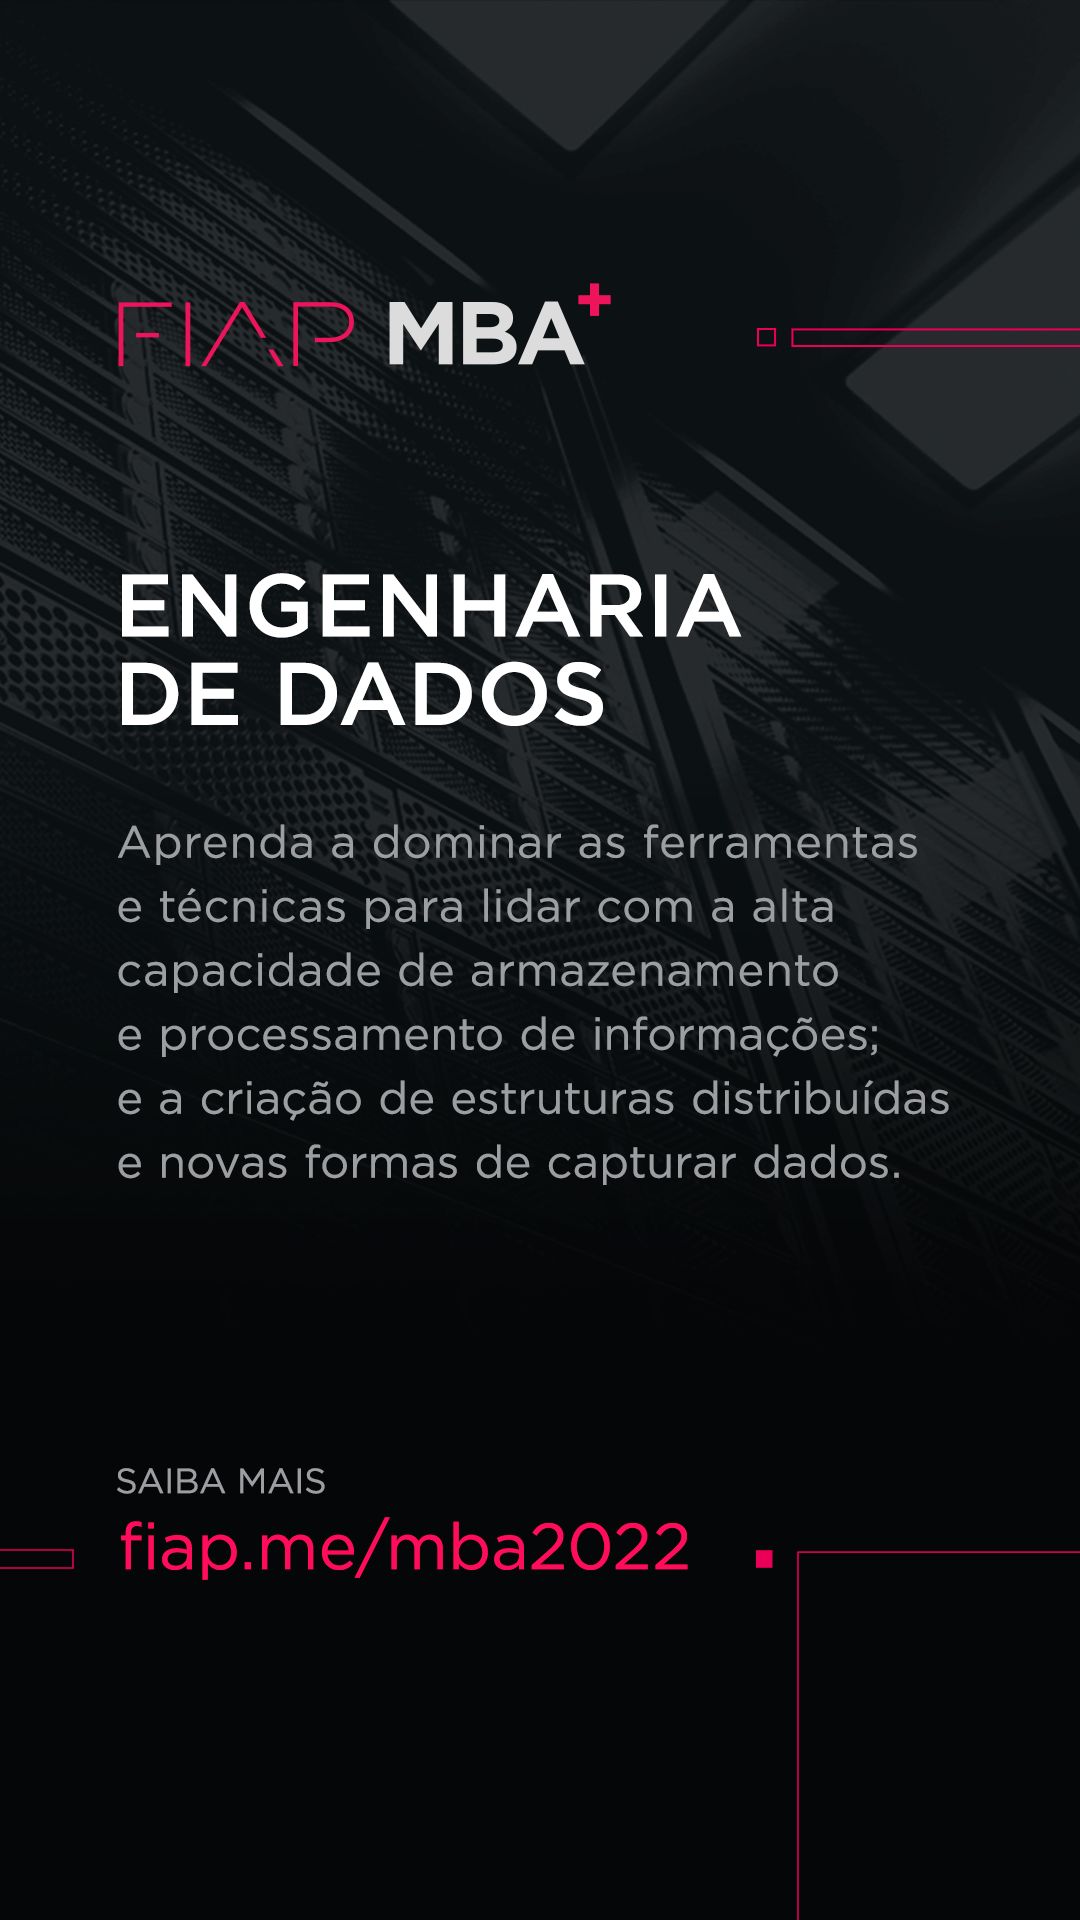 FIAP MBA+
ENGENHARIA
DE DADOS
Aprenda a dominar as ferramentas
e técnicas para lidar com a alta
capacidade de armazenamento
e processamento de informações;
e a criação de estruturas distribuídas
e novas formas de capturar dados.
SAIBA MAIS
fiap.me/mba2022